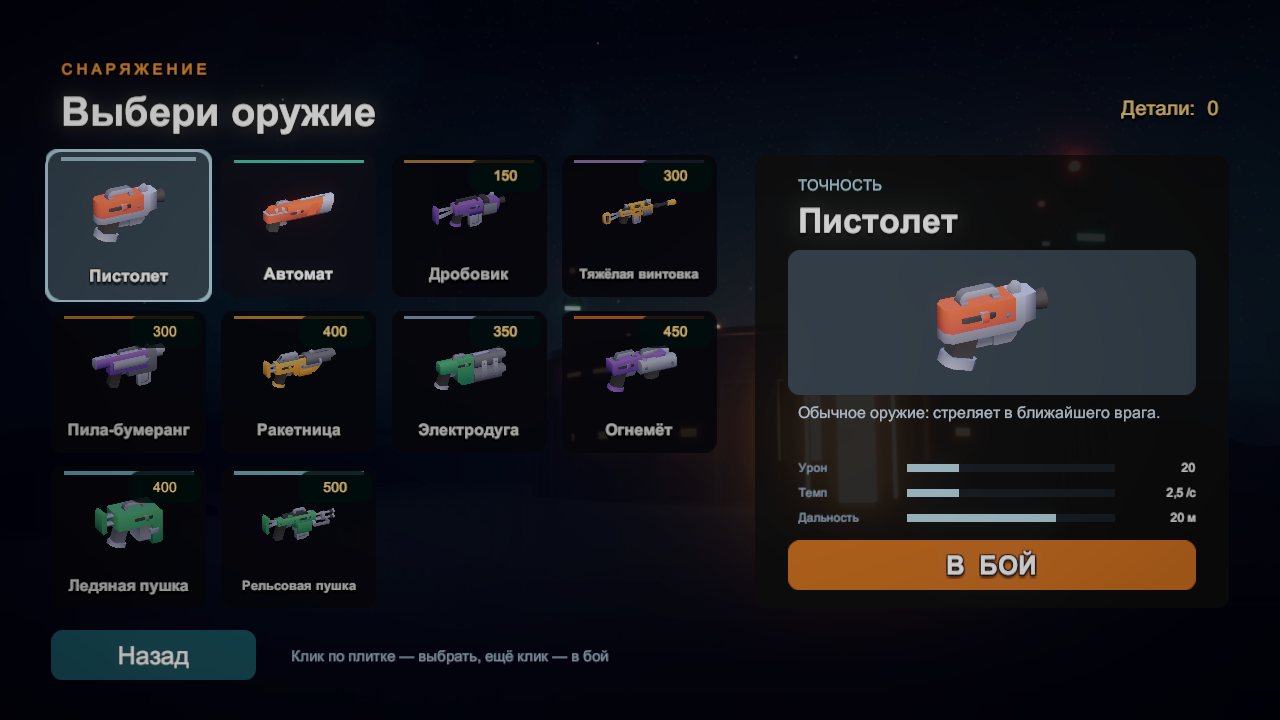 СНАРЯЖЕНИЕ
Выбери оружие
Детали: 0
Пистолет
Автомат
150
Дробовик
300
Тяжёлая винтовка
300
Пила-бумеранг
400
Ракетница
350
Электродуга
450
Огнемёт
400
Ледяная пушка
500
Рельсовая пушка
ТОЧНОСТЬ
Пистолет
Обычное оружие: стреляет в ближайшего врага.
Урон 20
Темп 2,5 /с
Дальность 20 м
В БОЙ
Назад
Клик по плитке — выбрать, ещё клик — в бой